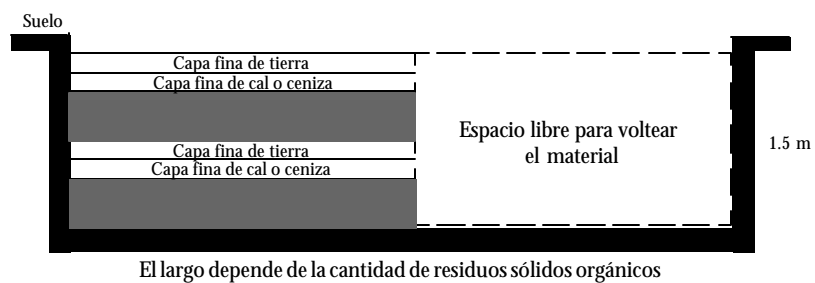 Suelo
Capa fina de tierra
Capa fina de cal o ceniza
Capa fina de tierra
Capa fina de cal o ceniza
Espacio libre para voltear
el material
1.5 m
El largo depende de la cantidad de residuos sólidos orgánicos